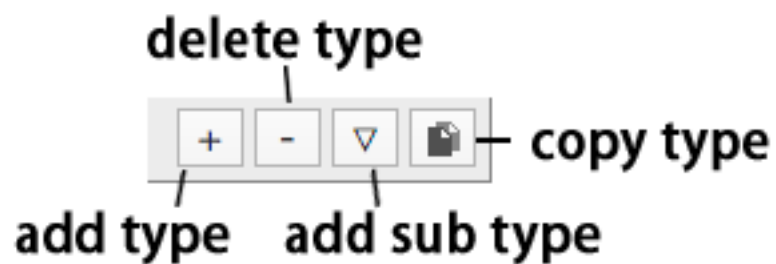 delete type
+ - ▽
copy type
add type add sub type